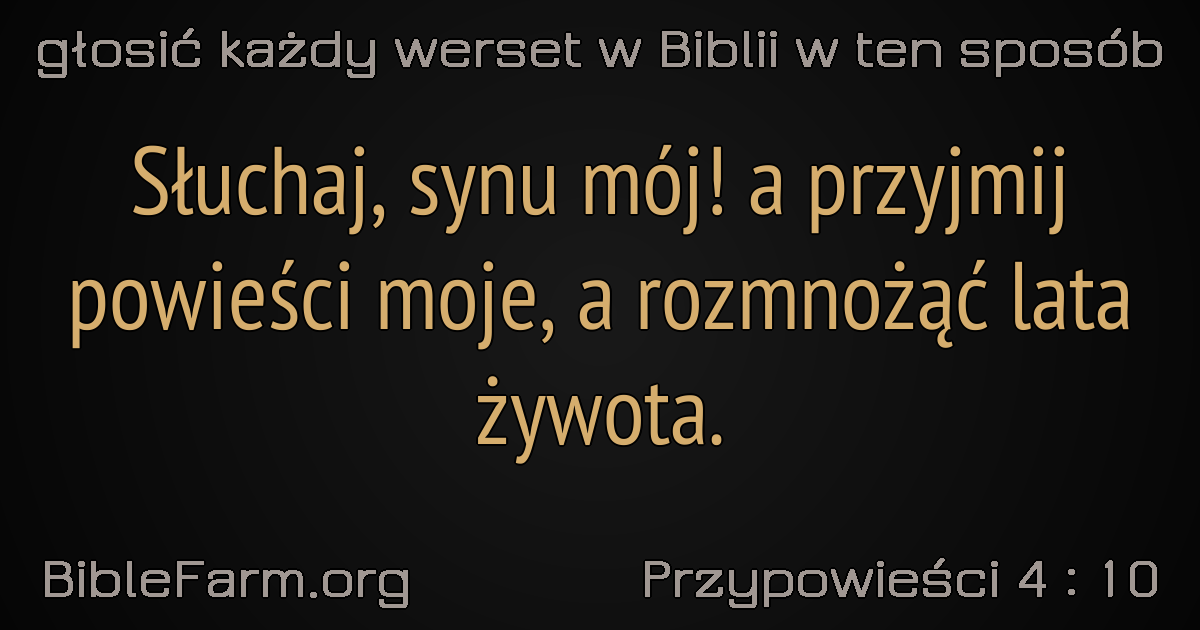 głosić każdy werset w Biblii w ten sposób
Słuchaj, synu mój! a przyjmij
powieści moje, a rozmnożąć lata
żywota.
BibleFarm.org
Przypowieści 4 : 10